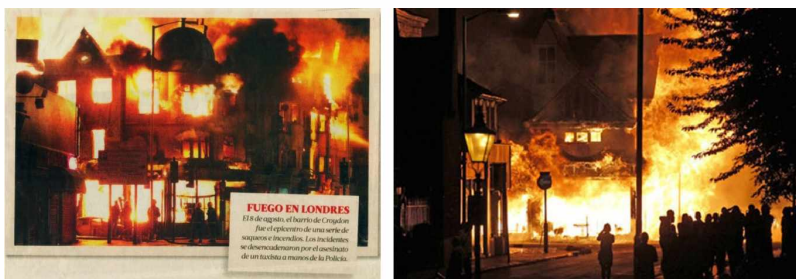 FUEGO EN LONDRES
El 8 de agosto, el barrio de Croydon
fue el epicentro de una serie de
saqueos e incendios. Los incidentes
se desencadenaron por el asesinato
de un taxista a manos de la Policía.